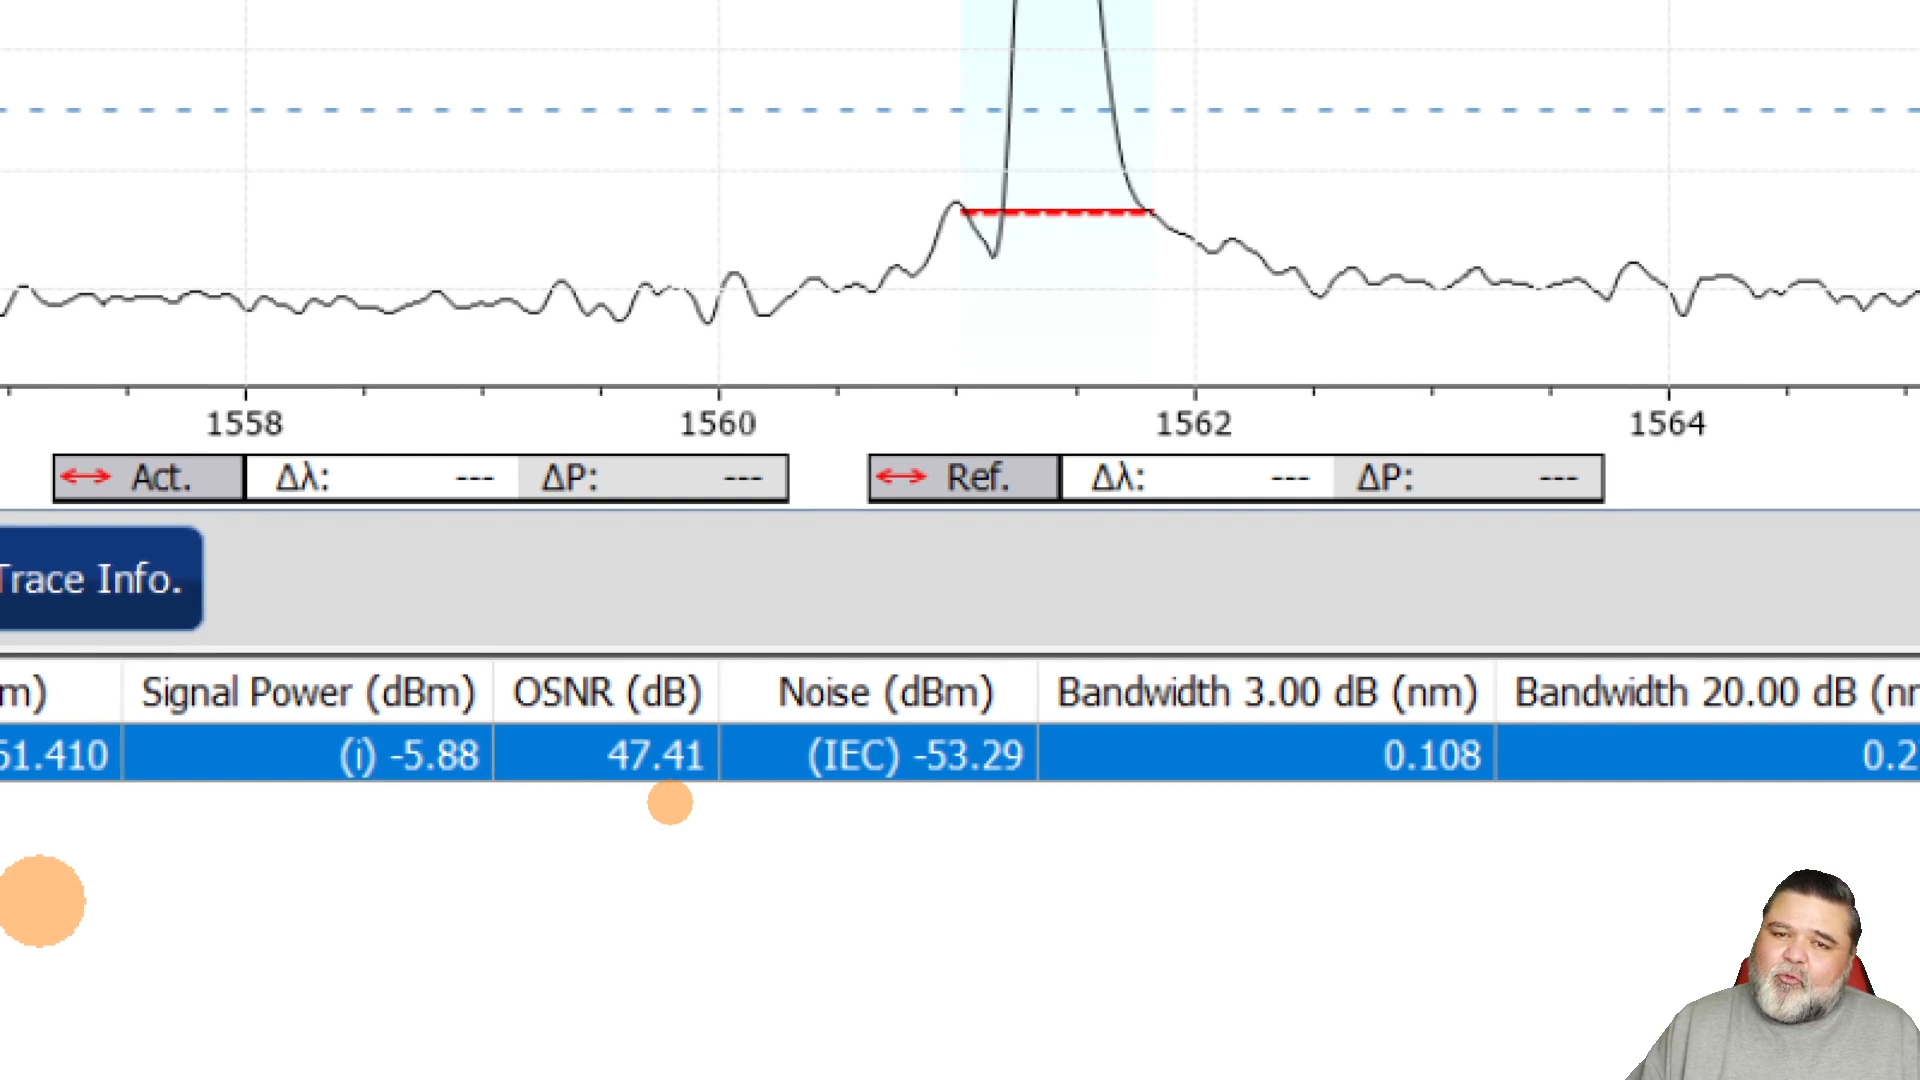 1558 1560 1562 1564
Act. Δλ: --- ΔP: --- Ref. Δλ: --- ΔP: ---
Trace Info.
m) Signal Power (dBm) OSNR (dB) Noise (dBm) Bandwidth 3.00 dB (nm) Bandwidth 20.00 dB (nm
61.410 (i) -5.88 47.41 (IEC) -53.29 0.108 0.2